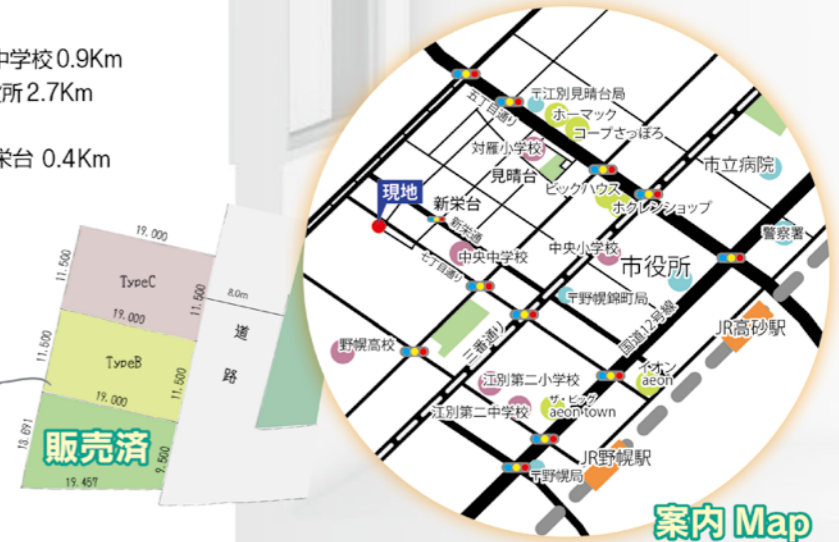 中学校 0.9Km
所 2.7Km
栄台 0.4Km
19.000
11.500
TypeC
11.500
8.0m
19.000
道路
11.500
TypeB
11.500
19.000
13.691
販売済
9.500
19.457
〒江別見晴台局
五丁目通り
ホーマック
コープさっぽろ
対雁小学校
見晴台
市立病院
現地
ビックハウス
新栄台
ホクレンショップ
新栄通
警察署
中央中学校
中央小学校
市役所
七丁目通り
〒野幌錦町局
国道12号線
JR高砂駅
野幌高校
三番通り
イオン
aeon
江別第二小学校
ザ・ビッグ
aeon town
江別第二中学校
JR野幌駅
〒野幌局
案内 Map